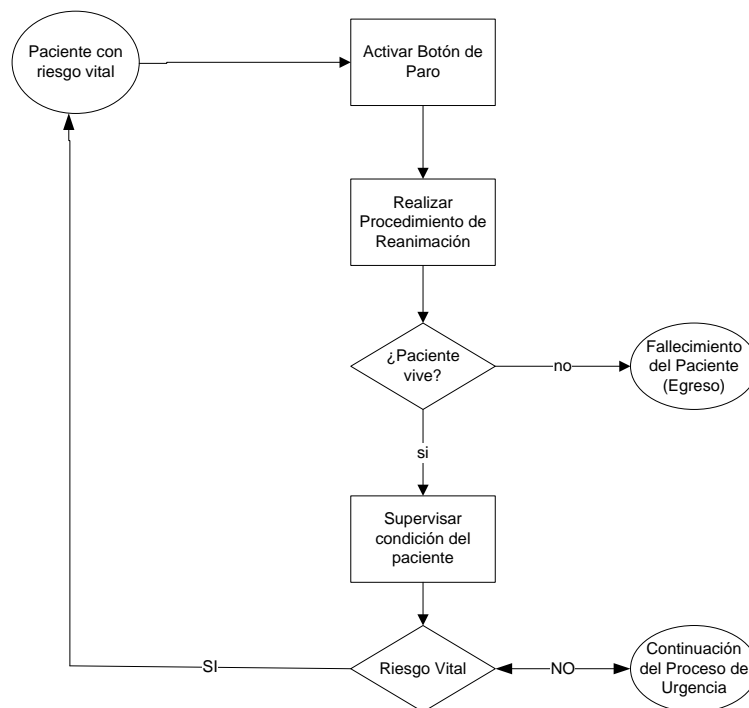 Paciente con
riesgo vital
Activar Botón de
Paro
Realizar
Procedimiento de
Reanimación
¿Paciente
vive?
no
Fallecimiento
del Paciente
(Egreso)
si
Supervisar
condición del
paciente
SI
Riesgo Vital
NO
Continuación
del Proceso de
Urgencia